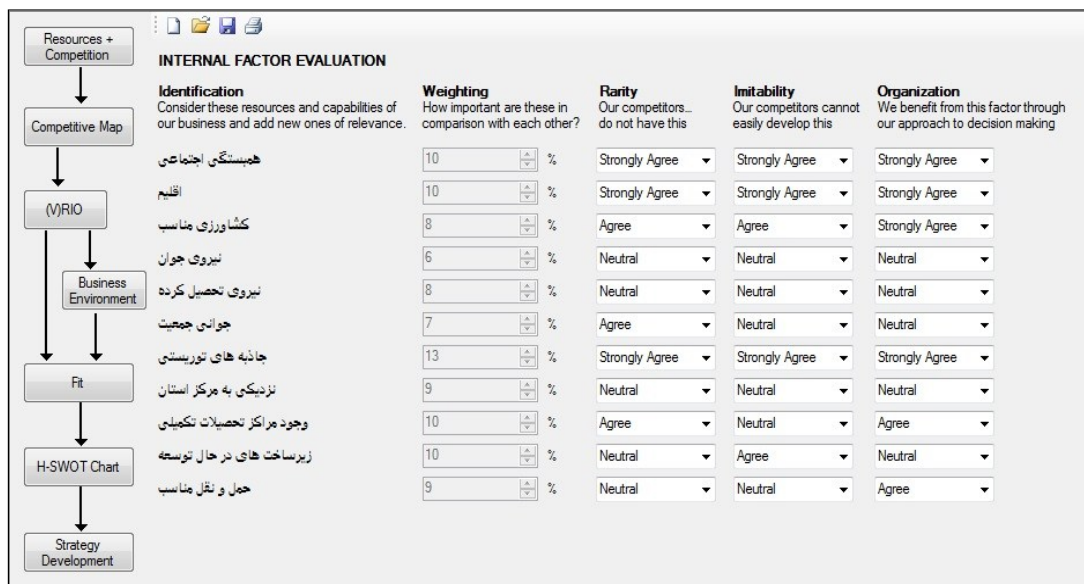 Resources +
Competition
Competitive Map
(V)RIO
Business
Environment
Fit
H-SWOT Chart
Strategy
Development
INTERNAL FACTOR EVALUATION
Identification Weighting Rarity Imitability Organization
Consider these resources and capabilities of How important are these in Our competitors... Our competitors cannot We benefit from this factor through
our business and add new ones of relevance. comparison with each other? do not have this easily develop this our approach to decision making
همبستگی اجتماعی 10 % Strongly Agree Strongly Agree Strongly Agree
اقلیم 10 % Strongly Agree Strongly Agree Strongly Agree
کشاورزی مناسب 8 % Agree Agree Strongly Agree
نیروی جوان 6 % Neutral Neutral Neutral
نیروی تحصیل کرده 8 % Neutral Neutral Neutral
جوانی جمعیت 7 % Agree Neutral Neutral
جاذبه های توریستی 13 % Strongly Agree Strongly Agree Strongly Agree
نزدیکی به مرکز استان 9 % Neutral Neutral Neutral
وجود مراکز تحصیلات تکمیلی 10 % Agree Neutral Agree
زیرساخت های در حال توسعه 10 % Neutral Agree Neutral
حمل و نقل مناسب 9 % Neutral Neutral Agree